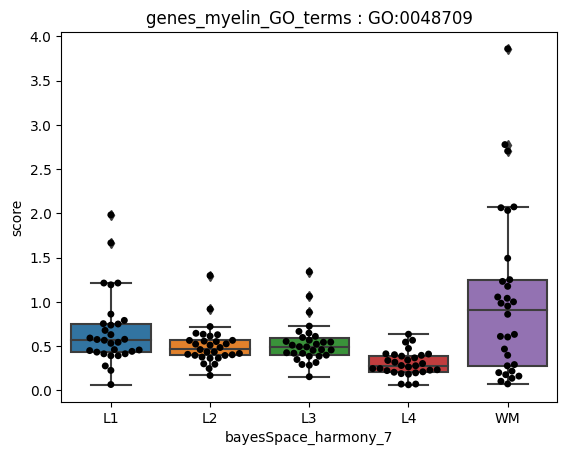 genes_myelin_GO_terms : GO:0048709
4.0
3.5
3.0
2.5
2.0
1.5
1.0
0.5
0.0
score
L1 L2 L3 L4 WM
bayesSpace_harmony_7